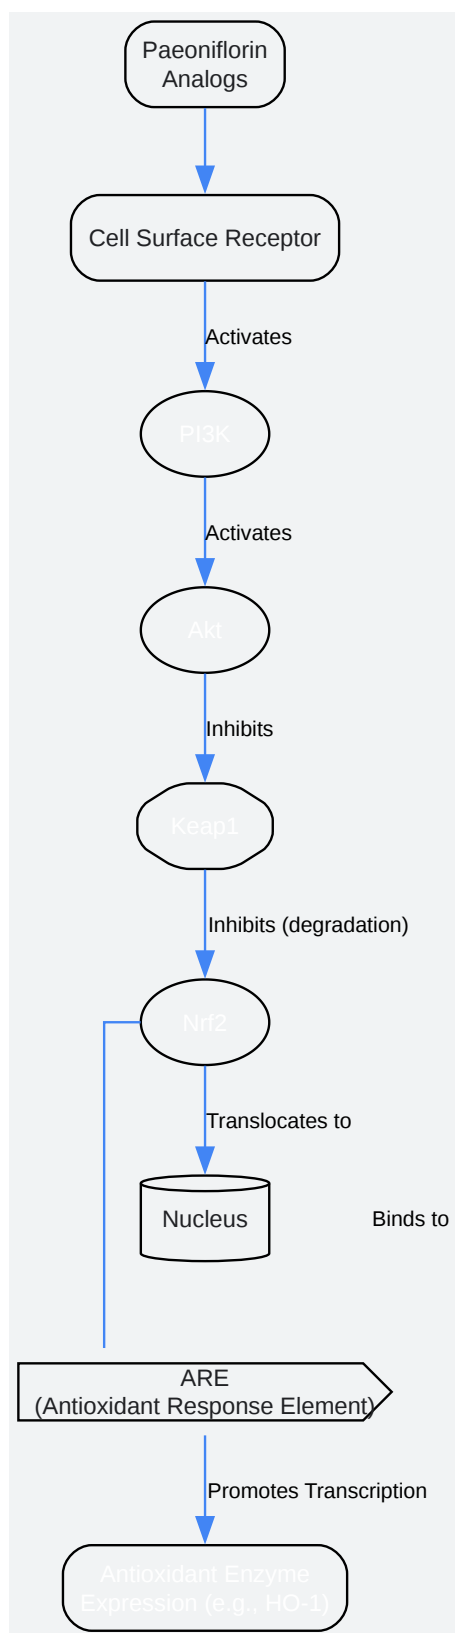 Paeoniflorin
Analogs
Cell Surface Receptor
Activates
PI3K
Activates
Akt
Inhibits
Keap1
Inhibits (degradation)
Nrf2
Translocates to
Nucleus
Binds to
ARE
(Antioxidant Response Element)
Promotes Transcription
Antioxidant Enzyme
Expression (e.g., HO-1)